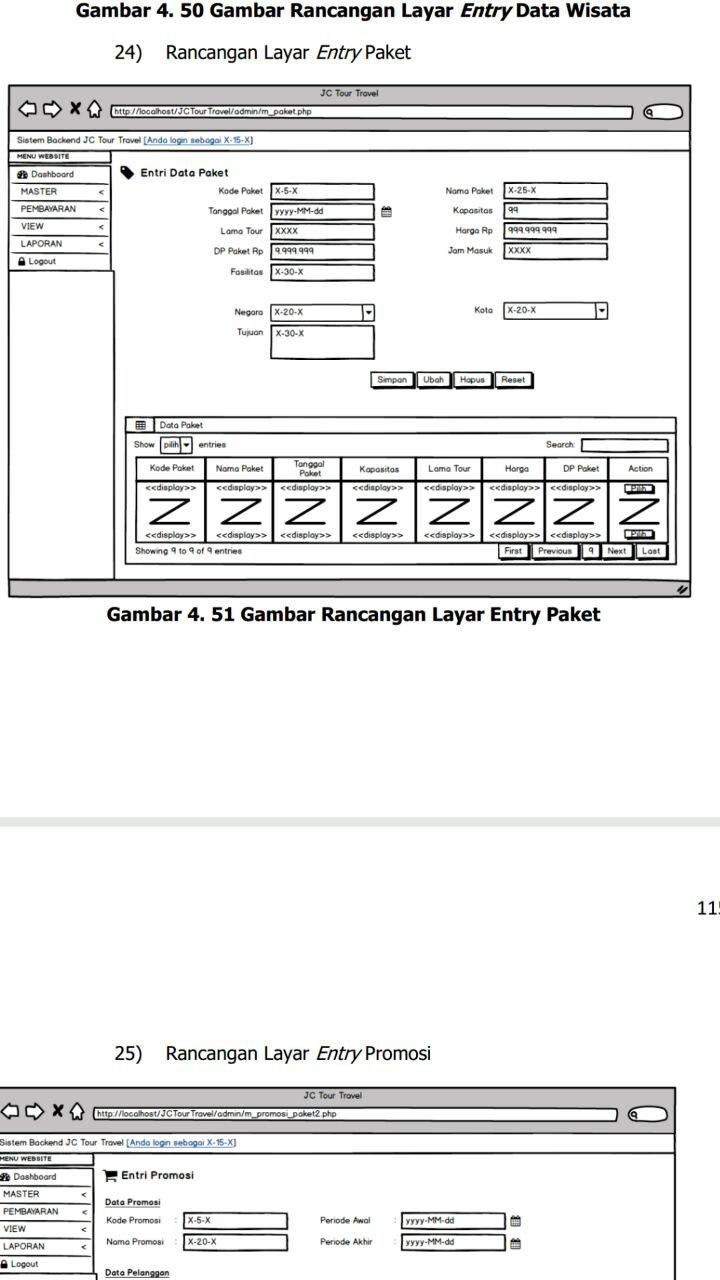 Gambar 4. 50 Gambar Rancangan Layar Entry Data Wisata
24) Rancangan Layar Entry Paket
JC Tour Travel
http://localhost/JCTourTravel/admin/m_paket.php
Sistem Backend JC Tour Travel [Anda login sebagai X-15-X]
MENU WEBSITE
Dashboard
MASTER <
PEMBAYARAN <
VIEW <
LAPORAN <
Logout
Entri Data Paket
Kode Paket X-5-X Nama Paket X-25-X
Tanggal Paket yyyy-MM-dd Kapasitas 99
Lama Tour XXXX Harga Rp 999.999.999
DP Paket Rp 9.999.999 Jam Masuk XXXX
Fasilitas X-30-X
Negara X-20-X Kota X-20-X
Tujuan X-30-X
Simpan Ubah Hapus Reset
Data Paket
Show pilih entries Search:
Kode Paket Nama Paket Tanggal Paket Kapasitas Lama Tour Harga DP Paket Action
<<display>> <<display>> <<display>> <<display>> <<display>> <<display>> <<display>> Pilih
<<display>> <<display>> <<display>> <<display>> <<display>> <<display>> <<display>> Pilih
Showing 9 to 9 of 9 entries First Previous 9 Next Last
Gambar 4. 51 Gambar Rancangan Layar Entry Paket
115
25) Rancangan Layar Entry Promosi
JC Tour Travel
http://localhost/JCTourTravel/admin/m_promosi_paket2.php
Sistem Backend JC Tour Travel [Anda login sebagai X-15-X]
MENU WEBSITE
Dashboard
MASTER <
PEMBAYARAN <
VIEW <
LAPORAN <
Logout
Entri Promosi
Data Promosi
Kode Promosi : X-5-X Periode Awal : yyyy-MM-dd
Nama Promosi : X-20-X Periode Akhir : yyyy-MM-dd
Data Pelanggan